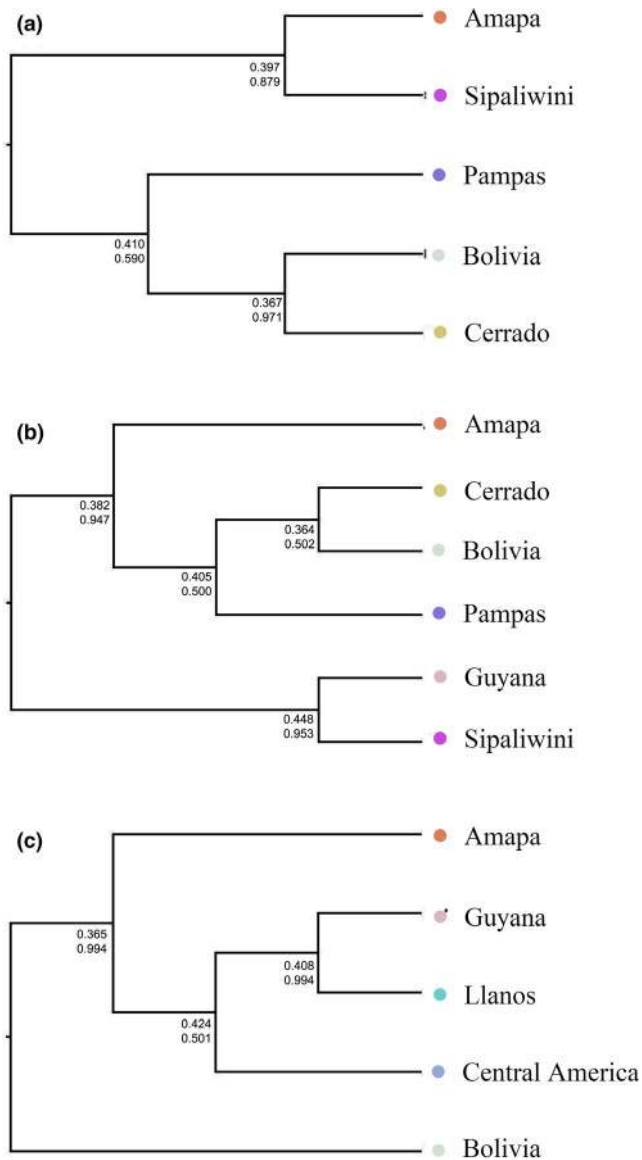 (a)
Amapa
0.397
0.879
Sipaliwini
Pampas
0.410
0.590
Bolivia
0.367
0.971
Cerrado
(b)
Amapa
0.382
0.947
Cerrado
0.364
0.502
Bolivia
0.405
0.500
Pampas
Guyana
0.448
0.953
Sipaliwini
(c)
Amapa
0.365
0.994
Guyana
0.408
0.994
Llanos
0.424
0.501
Central America
Bolivia